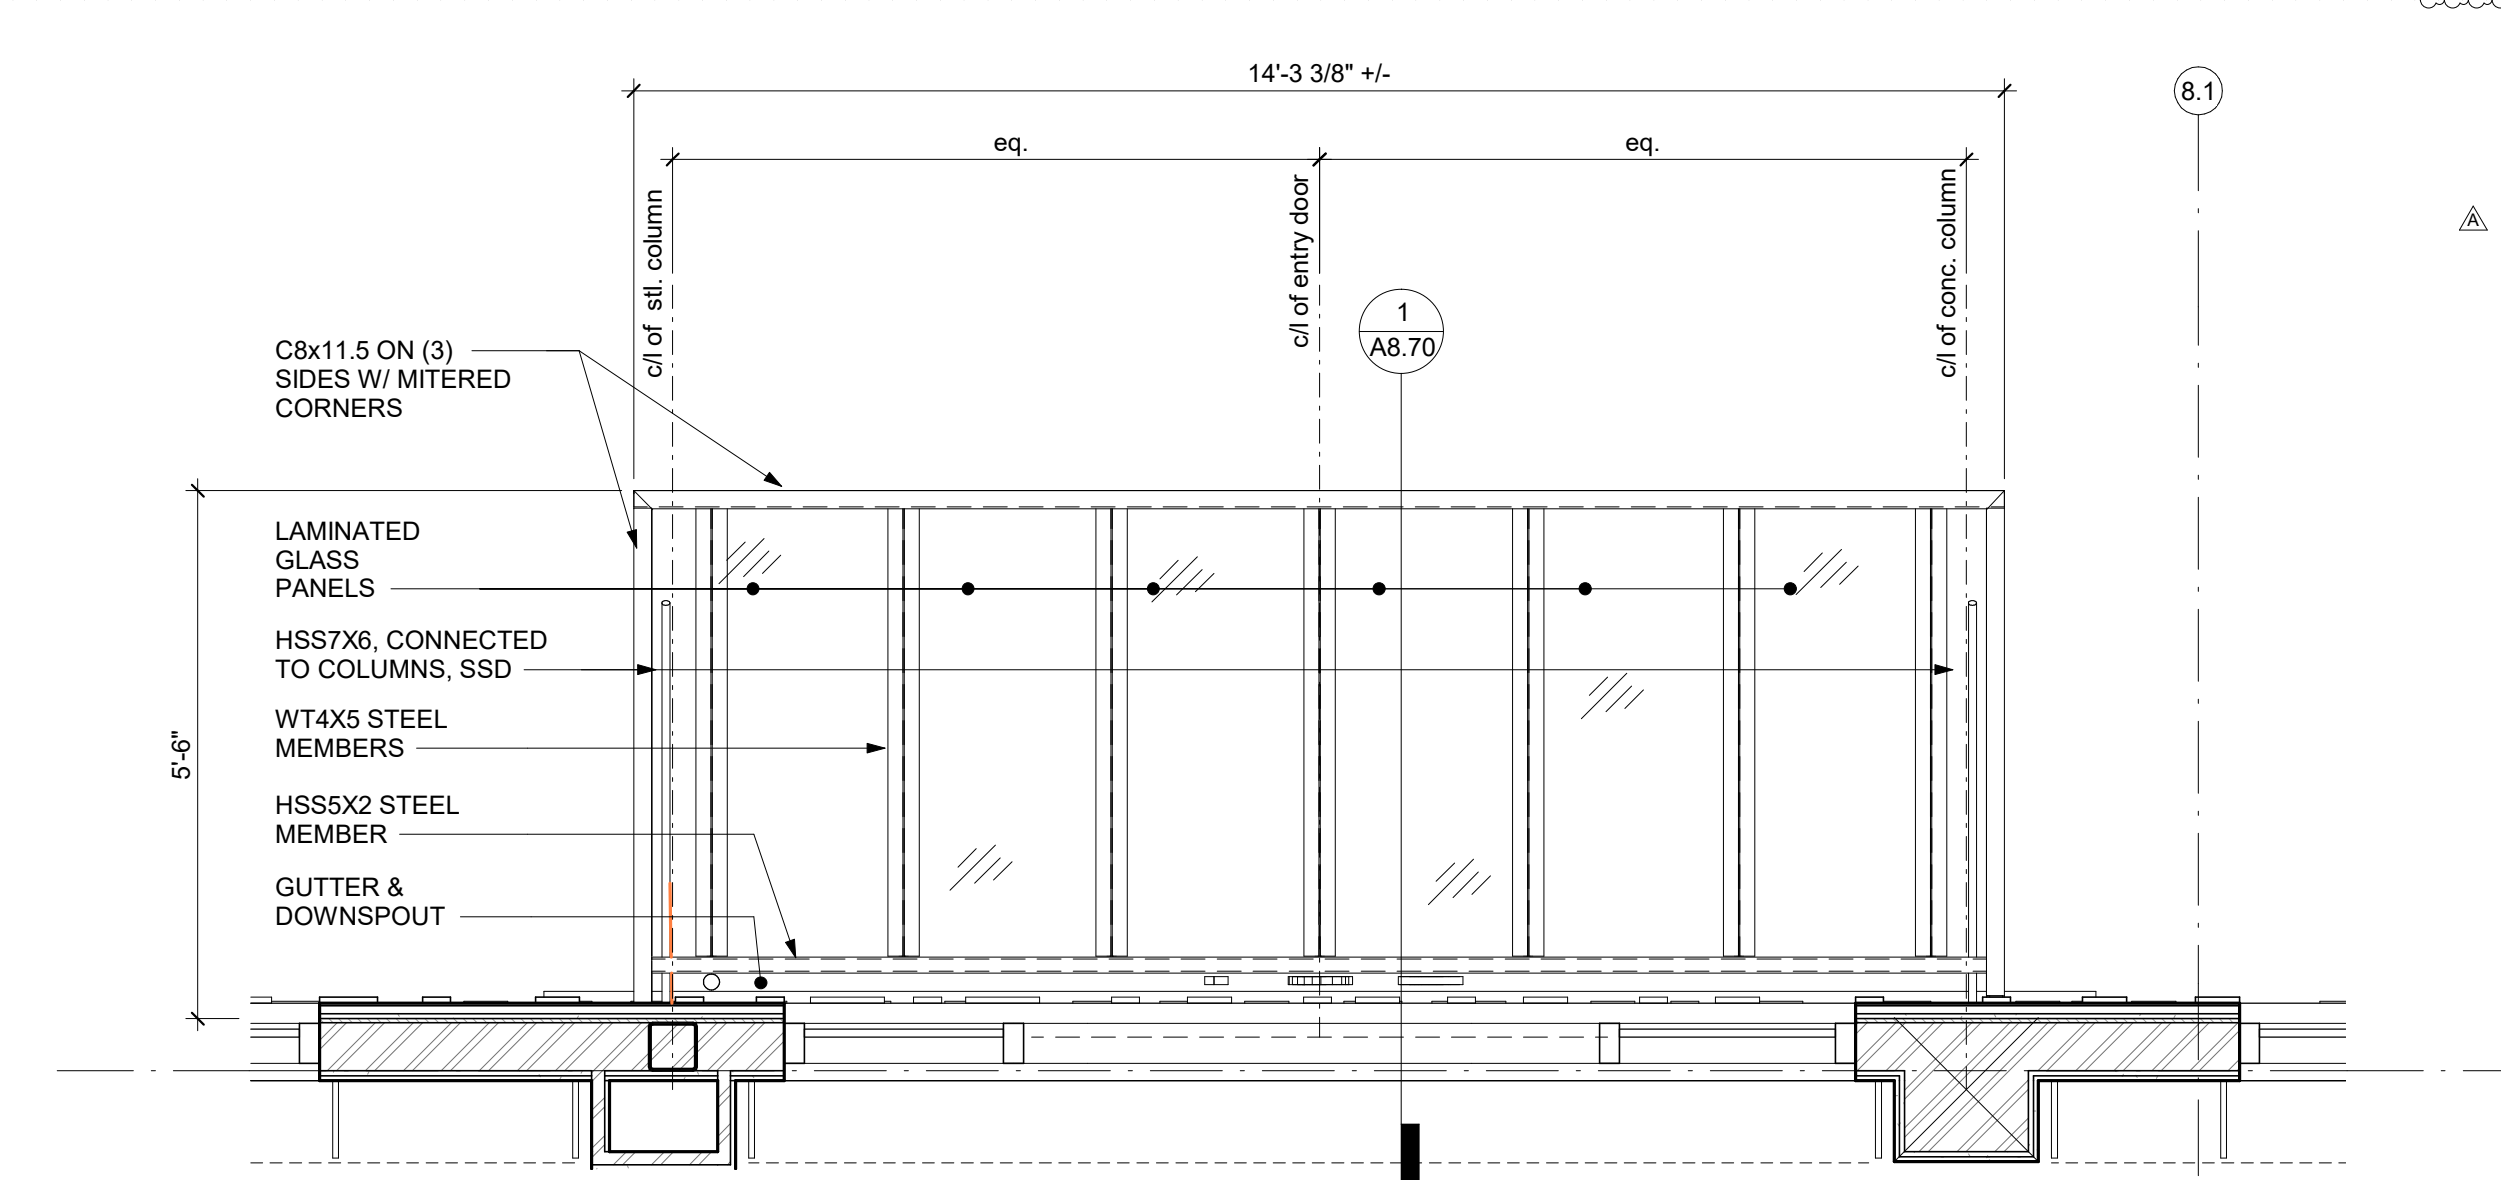 14'-3 3/8" +/-
8.1
eq.
eq.
A
c/l of stl. column
c/l of entry door
c/l of conc. column
1
A8.70
C8x11.5 ON (3)
SIDES W/ MITERED
CORNERS
LAMINATED
GLASS
PANELS
HSS7X6, CONNECTED
TO COLUMNS, SSD
WT4X5 STEEL
MEMBERS
5'-6"
HSS5X2 STEEL
MEMBER
GUTTER &
DOWNSPOUT